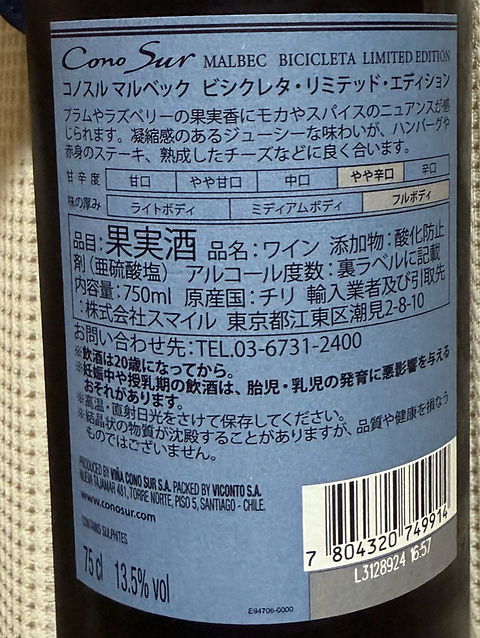 Cono Sur MALBEC BICICLETA LIMITED EDITION
コノスル マルベック ビシクレタ・リミテッド・エディション
プラムやラズベリーの果実香にモカやスパイスのニュアンスが感
じられます。凝縮感のあるジューシーな味わいが、ハンバーグや
赤身のステーキ、熟成したチーズなどに良く合います。
甘辛度 甘口 やや甘口 中口 やや辛口 辛口
味の厚み ライトボディ ミディアムボディ フルボディ
品目:果実酒 品名:ワイン 添加物:酸化防止
剤(亜硫酸塩) アルコール度数:裏ラベルに記載
内容量:750ml 原産国:チリ 輸入業者及び引取先
:株式会社スマイル 東京都江東区潮見2-8-10
お問い合わせ先:TEL.03-6731-2400
※飲酒は20歳になってから。
※妊娠中や授乳期の飲酒は、胎児・乳児の発育に悪影響を与える
おそれがあります。
※高温・直射日光をさけて保存してください。
※結晶状の物質が沈殿することがありますが、品質や健康を損なう
ものではございません。
PRODUCED BY VIÑA CONO SUR S.A. PACKED BY VICONTO S.A.
NUEVA TAJAMAR 481, TORRE NORTE, PISO 5, SANTIAGO - CHILE.
www.conosur.com
CONTAINS SULPHITES
75 cl 13.5% vol
7 804320 749914
L3128924 16:57
E94706-0000